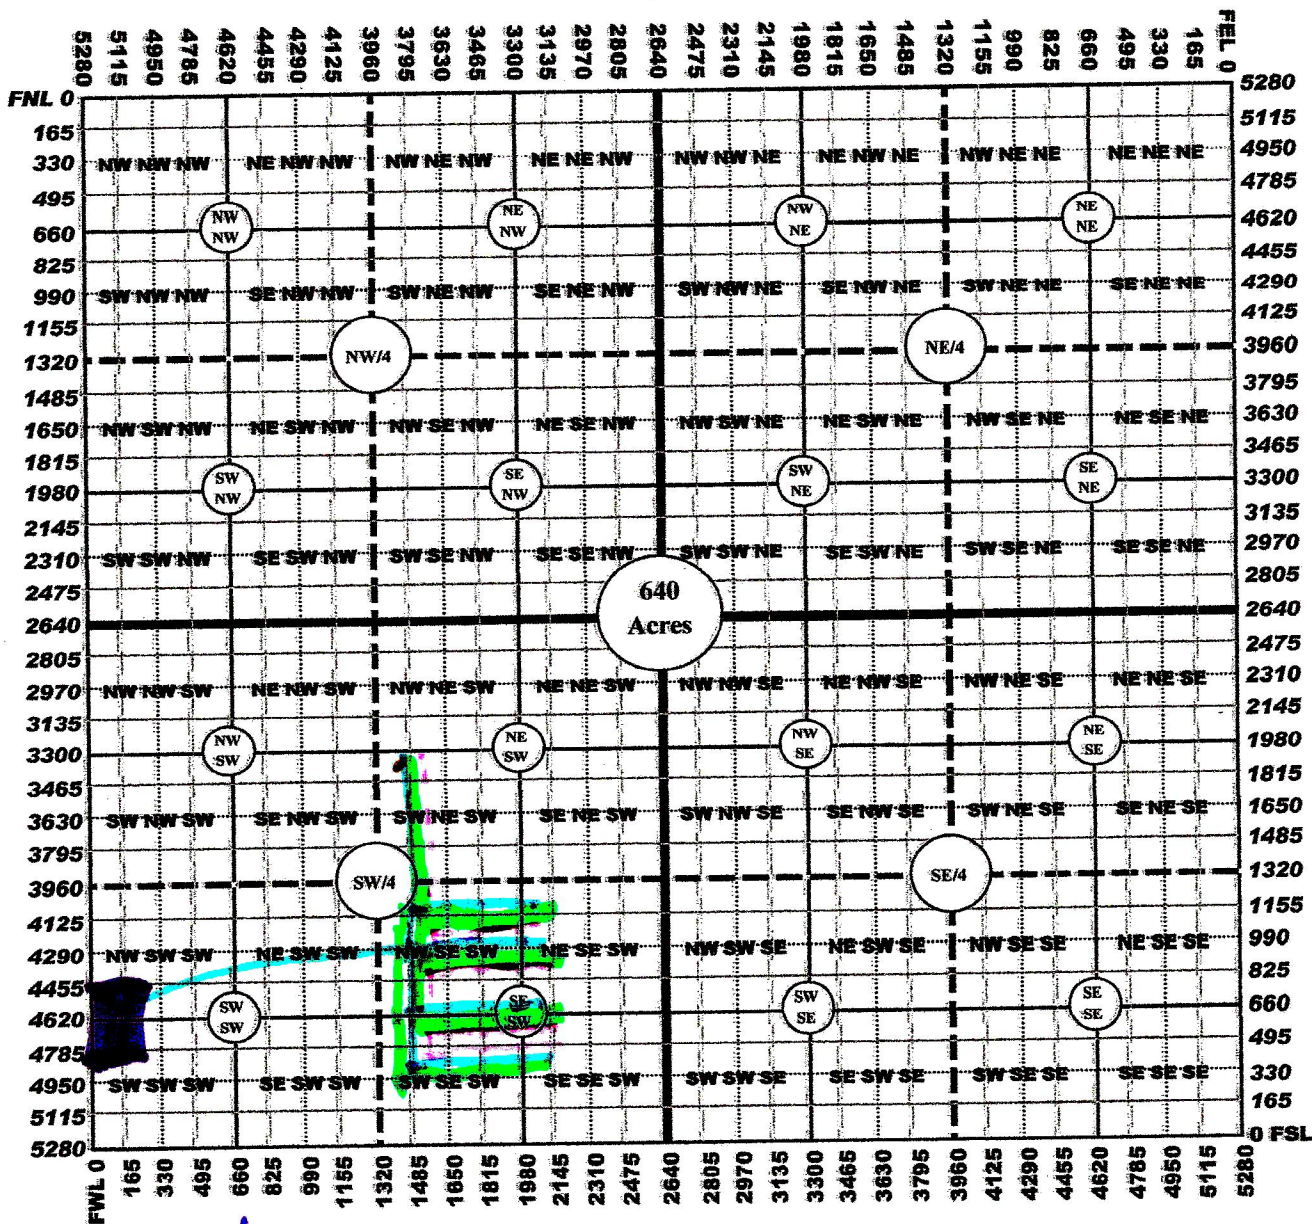 5280 5115 4950 4785 4620 4455 4290 4125 3960 3795 3630 3465 3300 3135 2970 2805 2640 2475 2310 2145 1980 1815 1650 1485 1320 1155 990 825 660 495 330 165 FEL 0
FNL 0 5280
165 5115
330 NW NW NW NE NW NW NW NE NW NE NE NW NW NW NE NE NW NE NW NE NE NE NE NE 4950
495 4785
NW NE NW NE
660 NW NW NE NE 4620
825 4455
990 SW NW NW SE NW NW SW NE NW SE NE NW SW NW NE SE NW NE SW NE NE SE NE NE 4290
1155 4125
1320 NW/4 NE/4 3960
1485 3795
1650 NW SW NW NE SW NW NW SE NW NE SE NW NW SW NE NE SW NE NW SE NE NE SE NE 3630
1815 3465
SW SE SW SE
1980 NW NW NE NE 3300
2145 3135
2310 SW SW NW SE SW NW SW SE NW SE SE NW SW SW NE SE SW NE SW SE NE SE SE NE 2970
2475 640 2805
2640 Acres 2640
2805 2475
2970 NW NW SW NE NW SW NW NE SW NE NE SW NW NW SE NE NW SE NW NE SE NE NE SE 2310
3135 2145
NW NE NW NE
3300 SW SW SE SE 1980
3465 1815
3630 SW NW SW SE NW SW SW NE SW SE NE SW SW NW SE SE NW SE SW NE SE SE NE SE 1650
3795 1485
3960 SW/4 SE/4 1320
4125 1155
4290 NW SW SW NE SW SW NW SE SW NE SE SW NW SW SE NE SW SE NW SE SE NE SE SE 990
4455 825
SW SE SW SE
4620 SW SW SE SE 660
4785 495
4950 SW SW SW SE SW SW SW SE SW SE SE SW SW SW SE SE SW SE SW SE SE SE SE SE 330
5115 165
5280 0 FSL
FWL 0 165 330 495 660 825 990 1155 1320 1485 1650 1815 1980 2145 2310 2475 2640 2805 2970 3135 3300 3465 3630 3795 3960 4125 4290 4455 4620 4785 4950 5115 5280